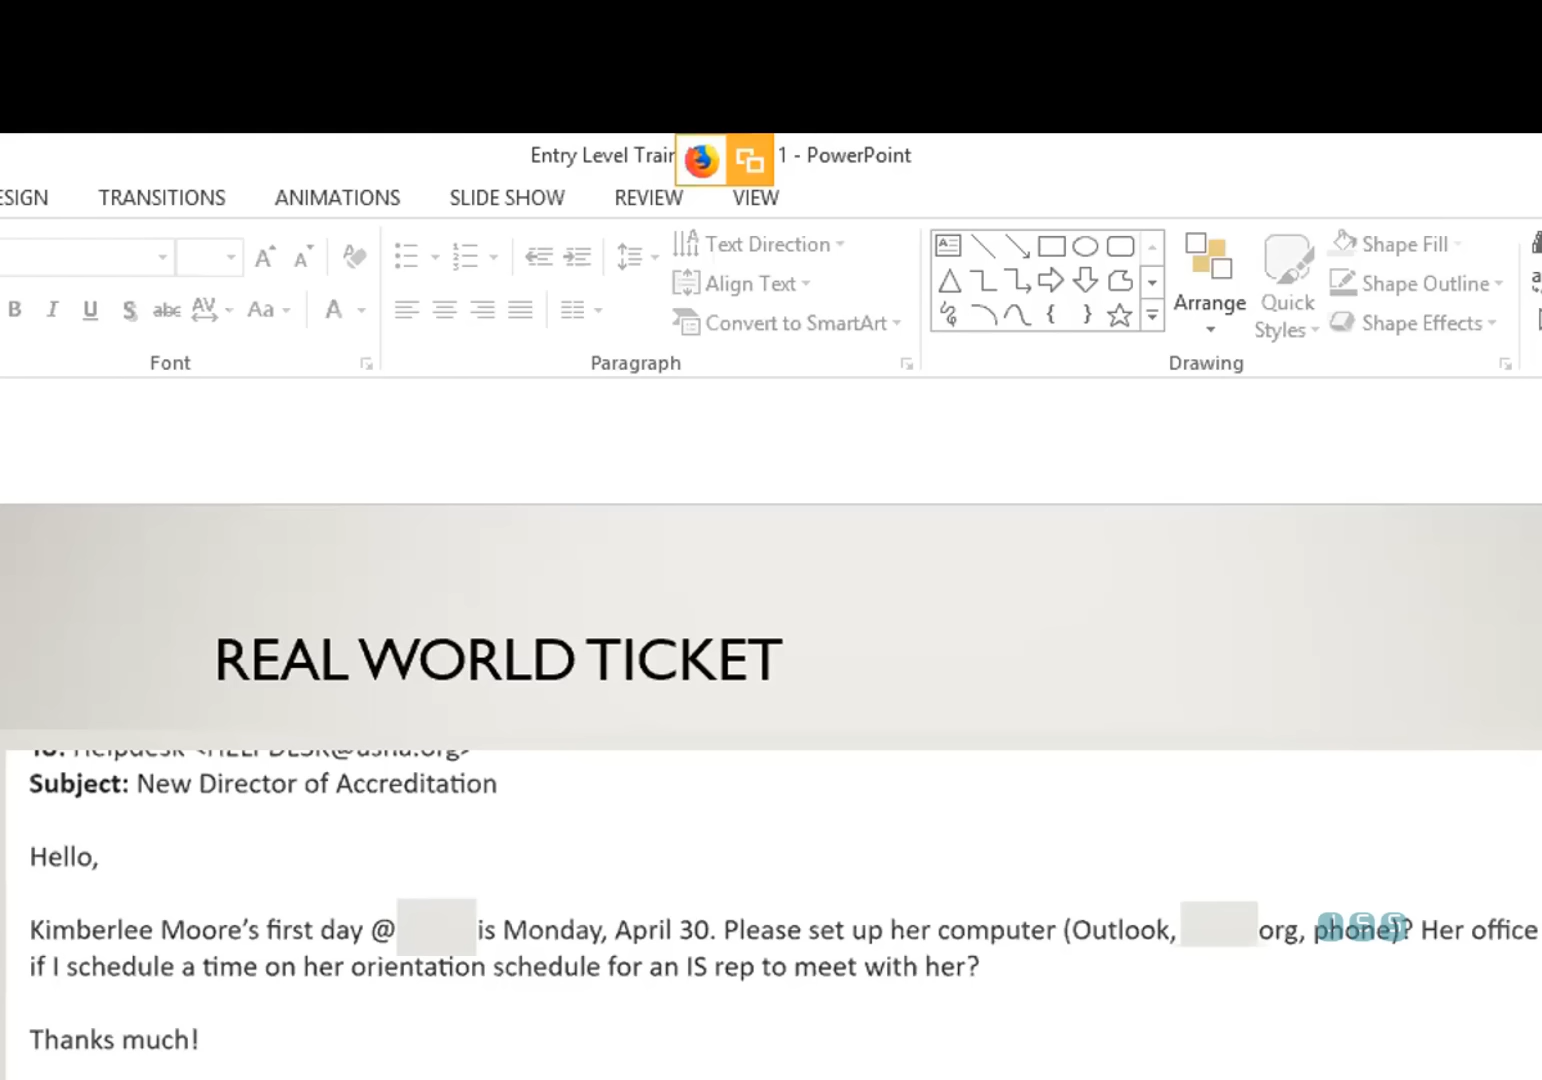 Entry Level Trai 1 - PowerPoint
ESIGN TRANSITIONS ANIMATIONS SLIDE SHOW REVIEW VIEW
Text Direction Shape Fill
Align Text Shape Outline
Arrange Quick Styles
Convert to SmartArt Shape Effects
B I U S abc AV Aa A
Font Paragraph Drawing
REAL WORLD TICKET
Subject: New Director of Accreditation
Hello,
Kimberlee Moore's first day @ is Monday, April 30. Please set up her computer (Outlook, org, phone)? Her office
if I schedule a time on her orientation schedule for an IS rep to meet with her?
Thanks much!